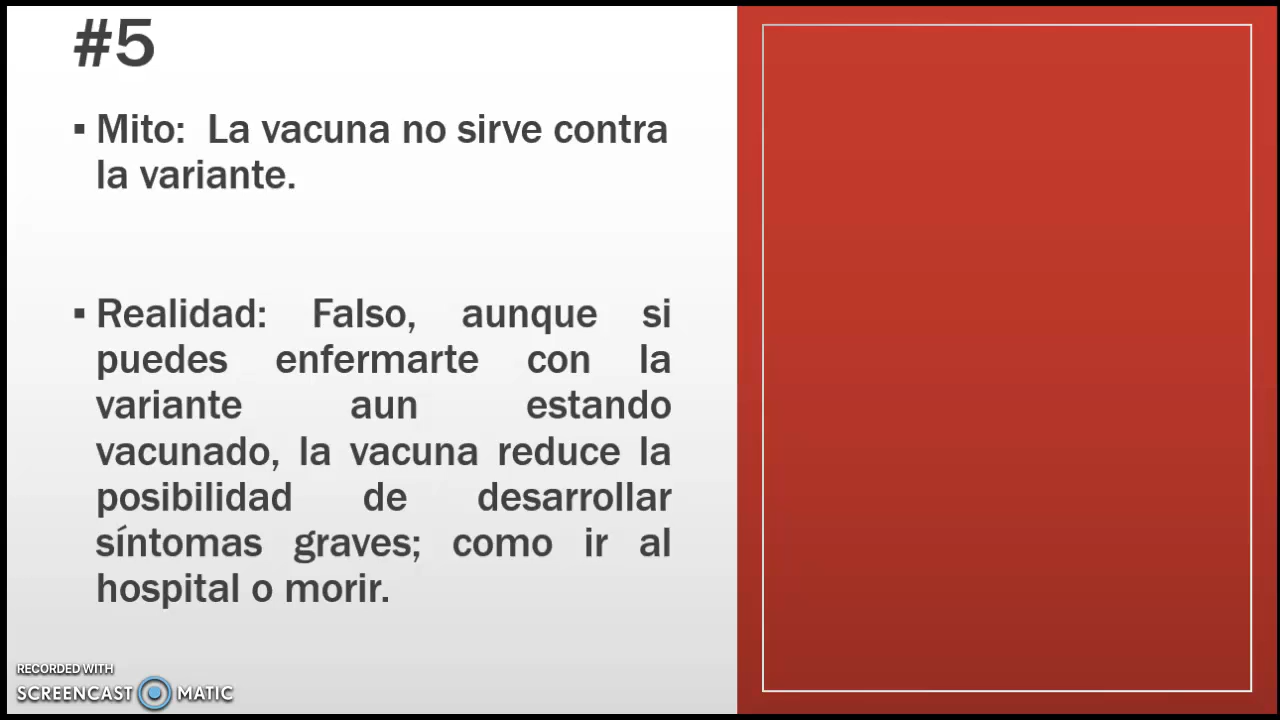 #5
▪ Mito: La vacuna no sirve contra
la variante.
▪ Realidad: Falso, aunque si
puedes enfermarte con la
variante aun estando
vacunado, la vacuna reduce la
posibilidad de desarrollar
síntomas graves; como ir al
hospital o morir.
RECORDED WITH
SCREENCAST MATIC